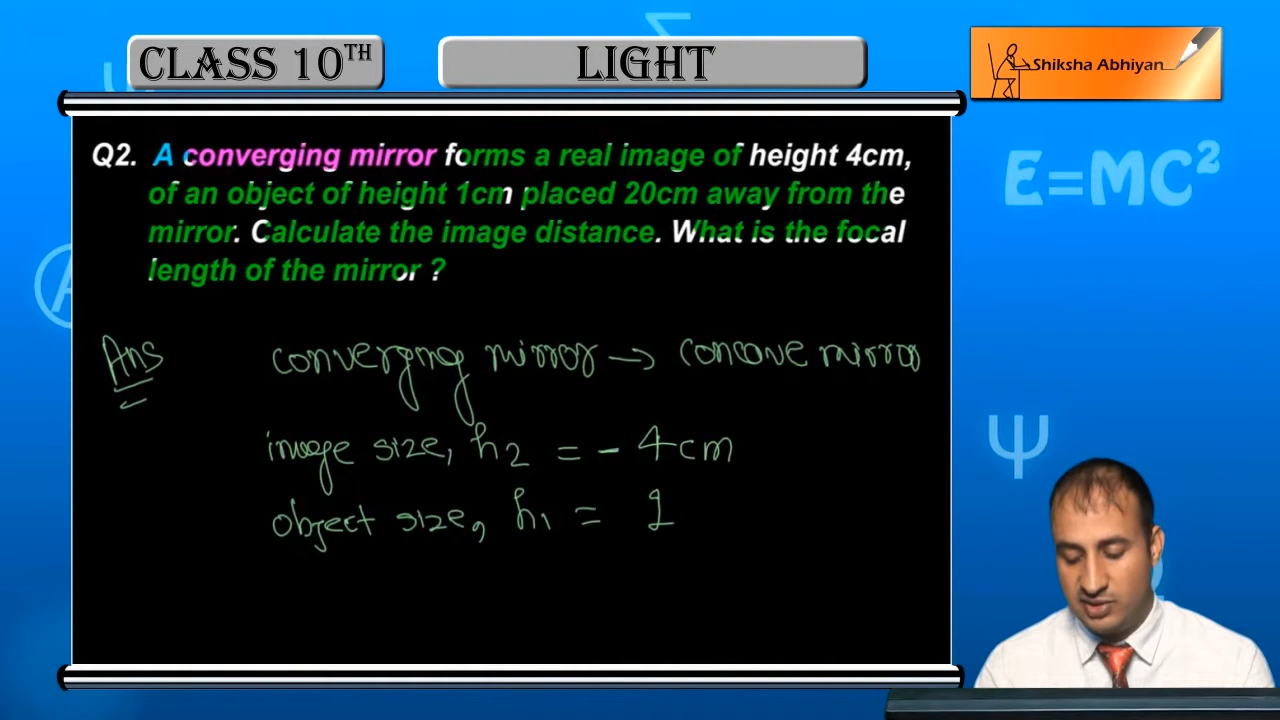 CLASS 10TH
LIGHT
Shiksha Abhiyan
E=MC²
Q2. A converging mirror forms a real image of height 4cm,
of an object of height 1cm placed 20cm away from the
mirror. Calculate the image distance. What is the focal
length of the mirror ?
Ans
converging mirror → concave mirror
image size, h2 = - 4cm
object size, h1 = 1
Ψ